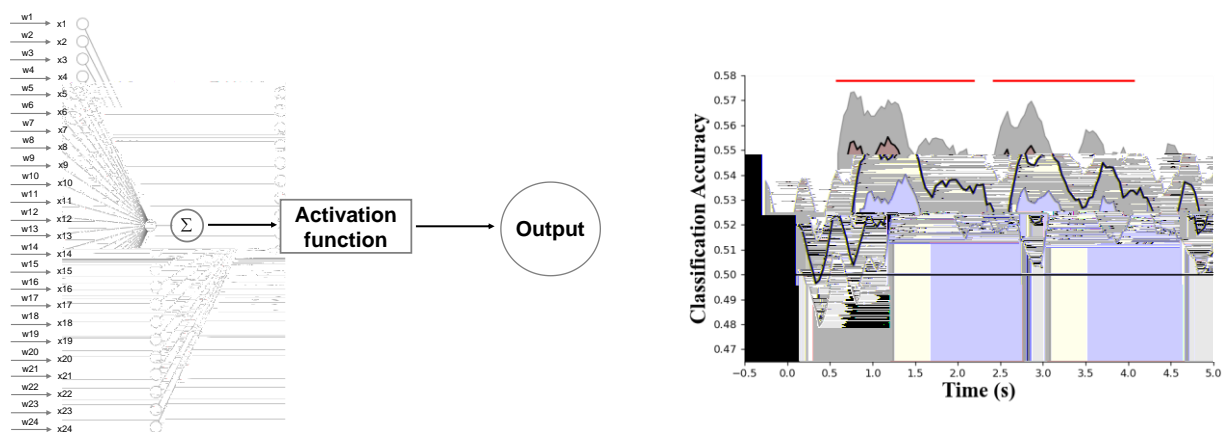 w1
x1
w2
x2
w3
x3
w4
x4
w5
x5
w6
x6
w7
x7
w8
x8
w9
x9
w10
x10
w11
x11
w12
x12
w13
x13
w14
x14
w15
x15
w16
x16
w17
x17
w18
x18
w19
x19
w20
x20
w21
x21
w22
x22
w23
x23
w24
x24
Σ
Activation
function
Output
Classification Accuracy
0.58
0.57
0.56
0.55
0.54
0.53
0.52
0.51
0.50
0.49
0.48
0.47
−0.5 0.0 0.5 1.0 1.5 2.0 2.5 3.0 3.5 4.0 4.5 5.0
Time (s)